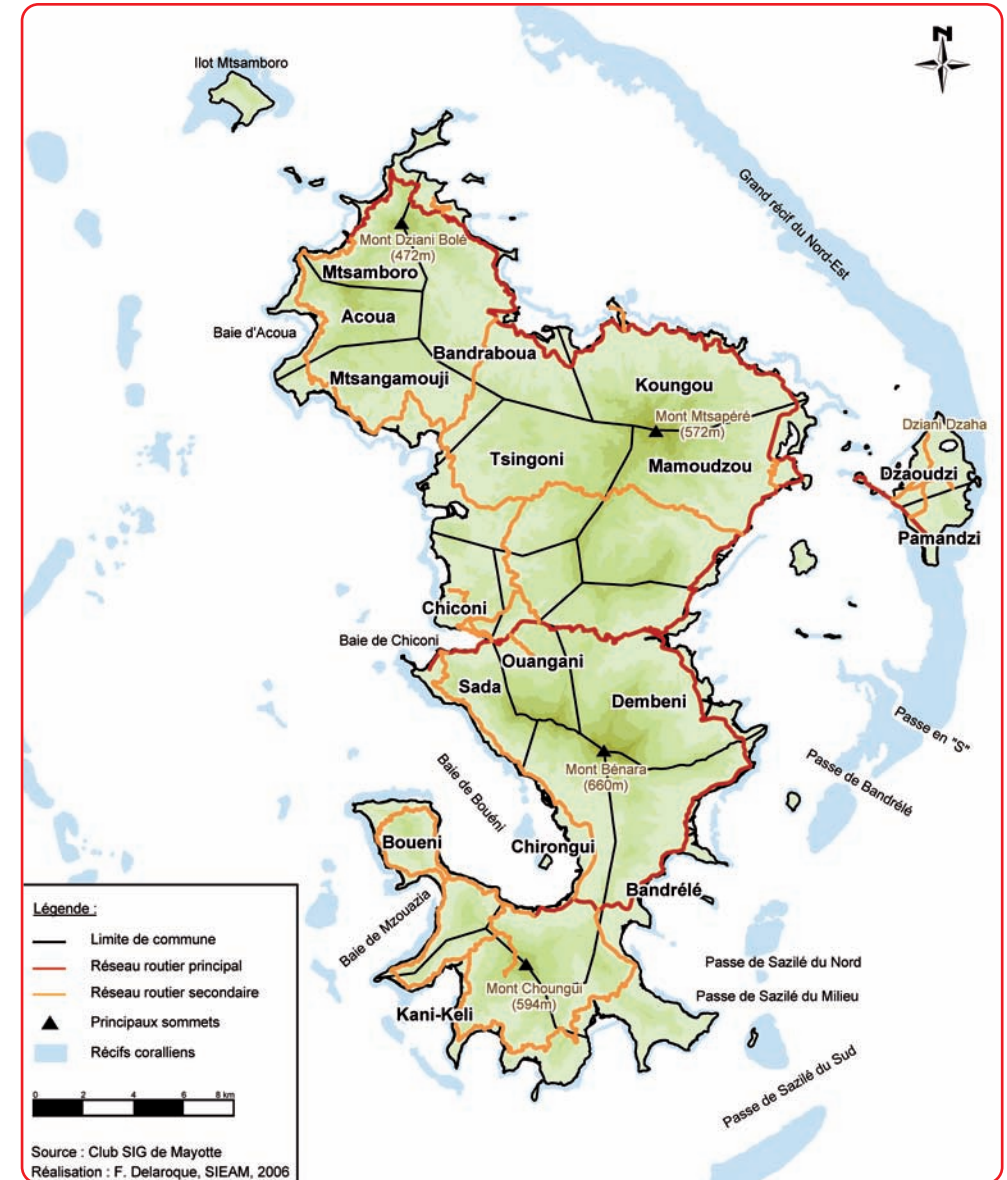 N
Ilot Mtsamboro
Grand récif du Nord-Est
Mont Dziani Bolé
(472m)
Mtsamboro
Acoua
Baie d'Acoua
Bandraboua
Mtsangamouji
Koungou
Mont Mtsapéré
(572m)
Dziani Dzaha
Tsingoni
Mamoudzou
Dzaoudzi
Pamandzi
Chiconi
Baie de Chiconi
Ouangani
Sada
Dembeni
Passe en "S"
Passe de Bandrélé
Mont Bénara
(660m)
Baie de Bouéni
Boueni
Chirongui
Bandrélé
Baie de Mzouazia
Passe de Sazilé du Nord
Mont Choungüi
(594m)
Passe de Sazilé du Milieu
Kani-Keli
Passe de Sazilé du Sud
Légende :
Limite de commune
Réseau routier principal
Réseau routier secondaire
Principaux sommets
Récifs coralliens
0 2 4 6 8 km
Source : Club SIG de Mayotte
Réalisation : F. Delaroque, SIEAM, 2006